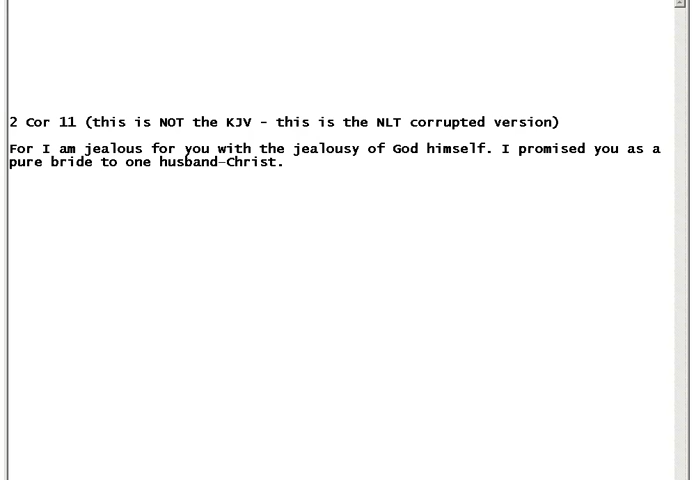 2 Cor 11 (this is NOT the KJV - this is the NLT corrupted version)
For I am jealous for you with the jealousy of God himself. I promised you as a
pure bride to one husband—Christ.